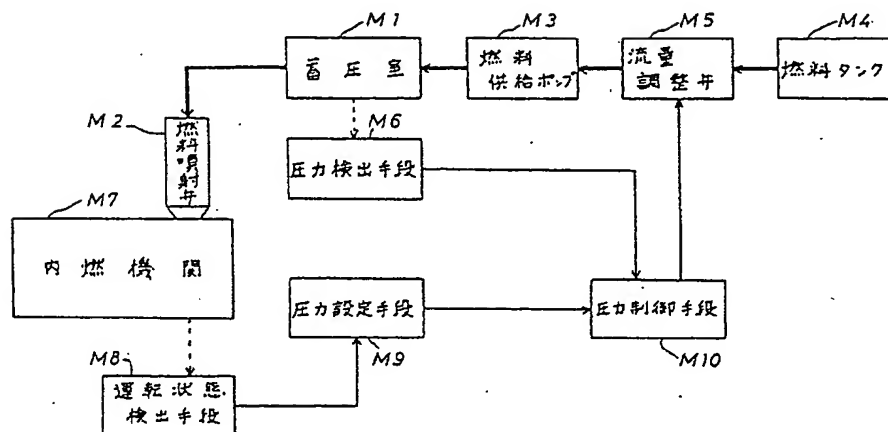 M1
M3
M5
M4
蓄圧室
燃料
供給ポンプ
流量
調整弁
燃料タンク
M2
燃料噴射弁
M6
圧力検出手段
M7
内燃機関
圧力設定手段
圧力制御手段
M8
M9
M10
運転状態
検出手段